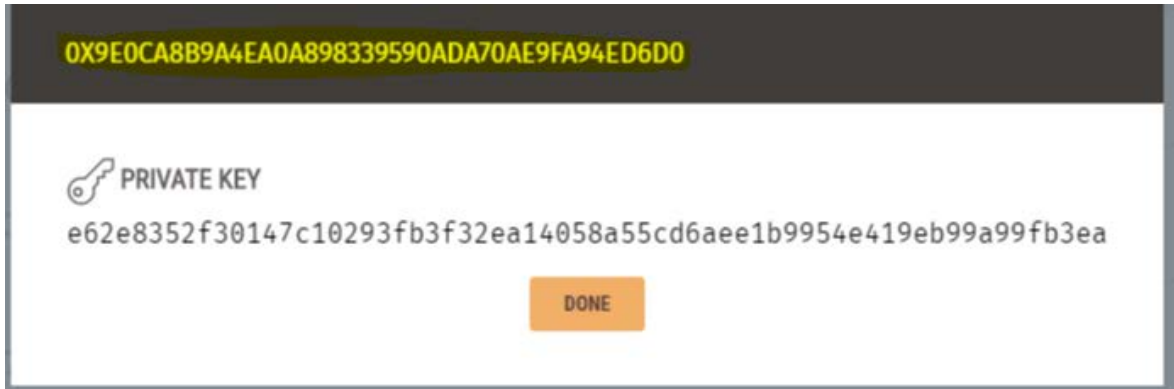 0X9E0CA8B9A4EA0A898339590ADA70AE9FA94ED6D0
PRIVATE KEY
e62e8352f30147c10293fb3f32ea14058a55cd6aee1b9954e419eb99a99fb3ea
DONE